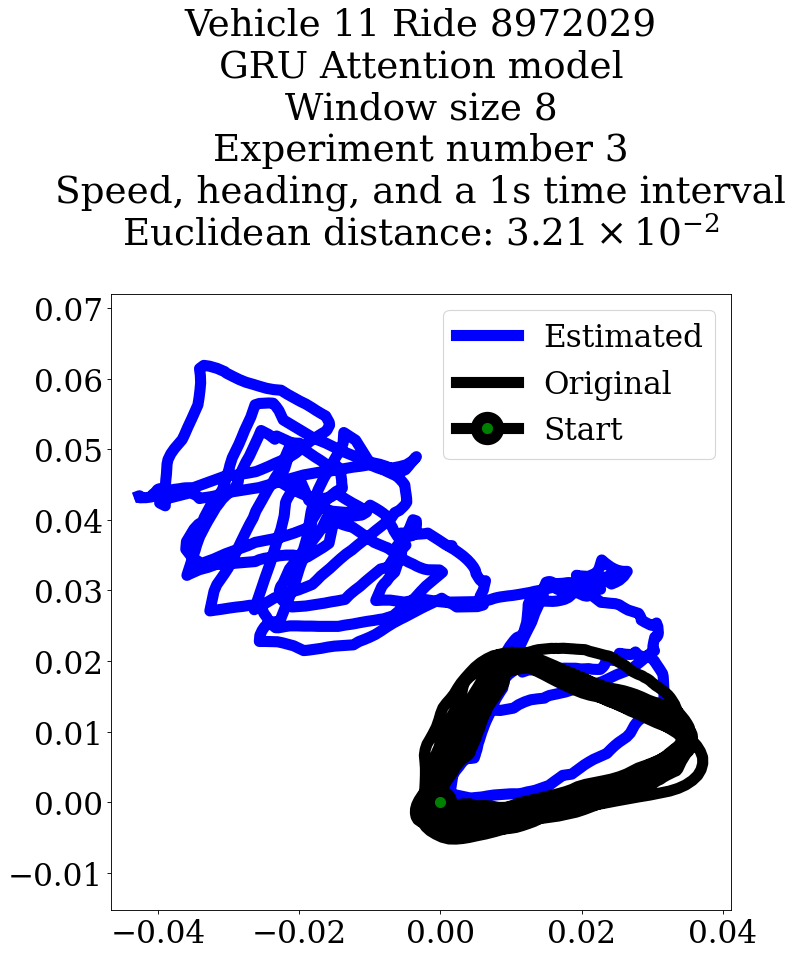 Vehicle 11 Ride 8972029
GRU Attention model
Window size 8
Experiment number 3
Speed, heading, and a 1s time interval
Euclidean distance: 3.21 × 10⁻²
Estimated
Original
Start
0.07
0.06
0.05
0.04
0.03
0.02
0.01
0.00
−0.01
−0.04 −0.02 0.00 0.02 0.04